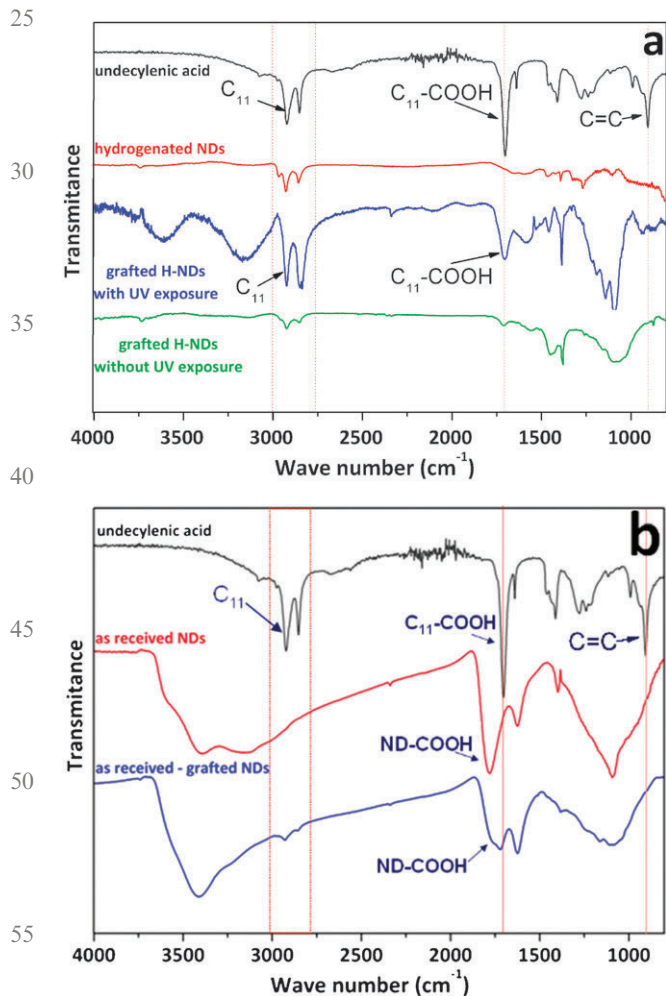 25
a
undecylenic acid
C11
C11-COOH
C=C
hydrogenated NDs
30
Transmitance
grafted H-NDs
with UV exposure
C11
C11-COOH
35
grafted H-NDs
without UV exposure
4000 3500 3000 2500 2000 1500 1000
Wave number (cm-1)
40
b
undecylenic acid
C11
C11-COOH
C=C
45
as received NDs
Transmitance
ND-COOH
50
as received - grafted NDs
ND-COOH
55
4000 3500 3000 2500 2000 1500 1000
Wave number (cm-1)